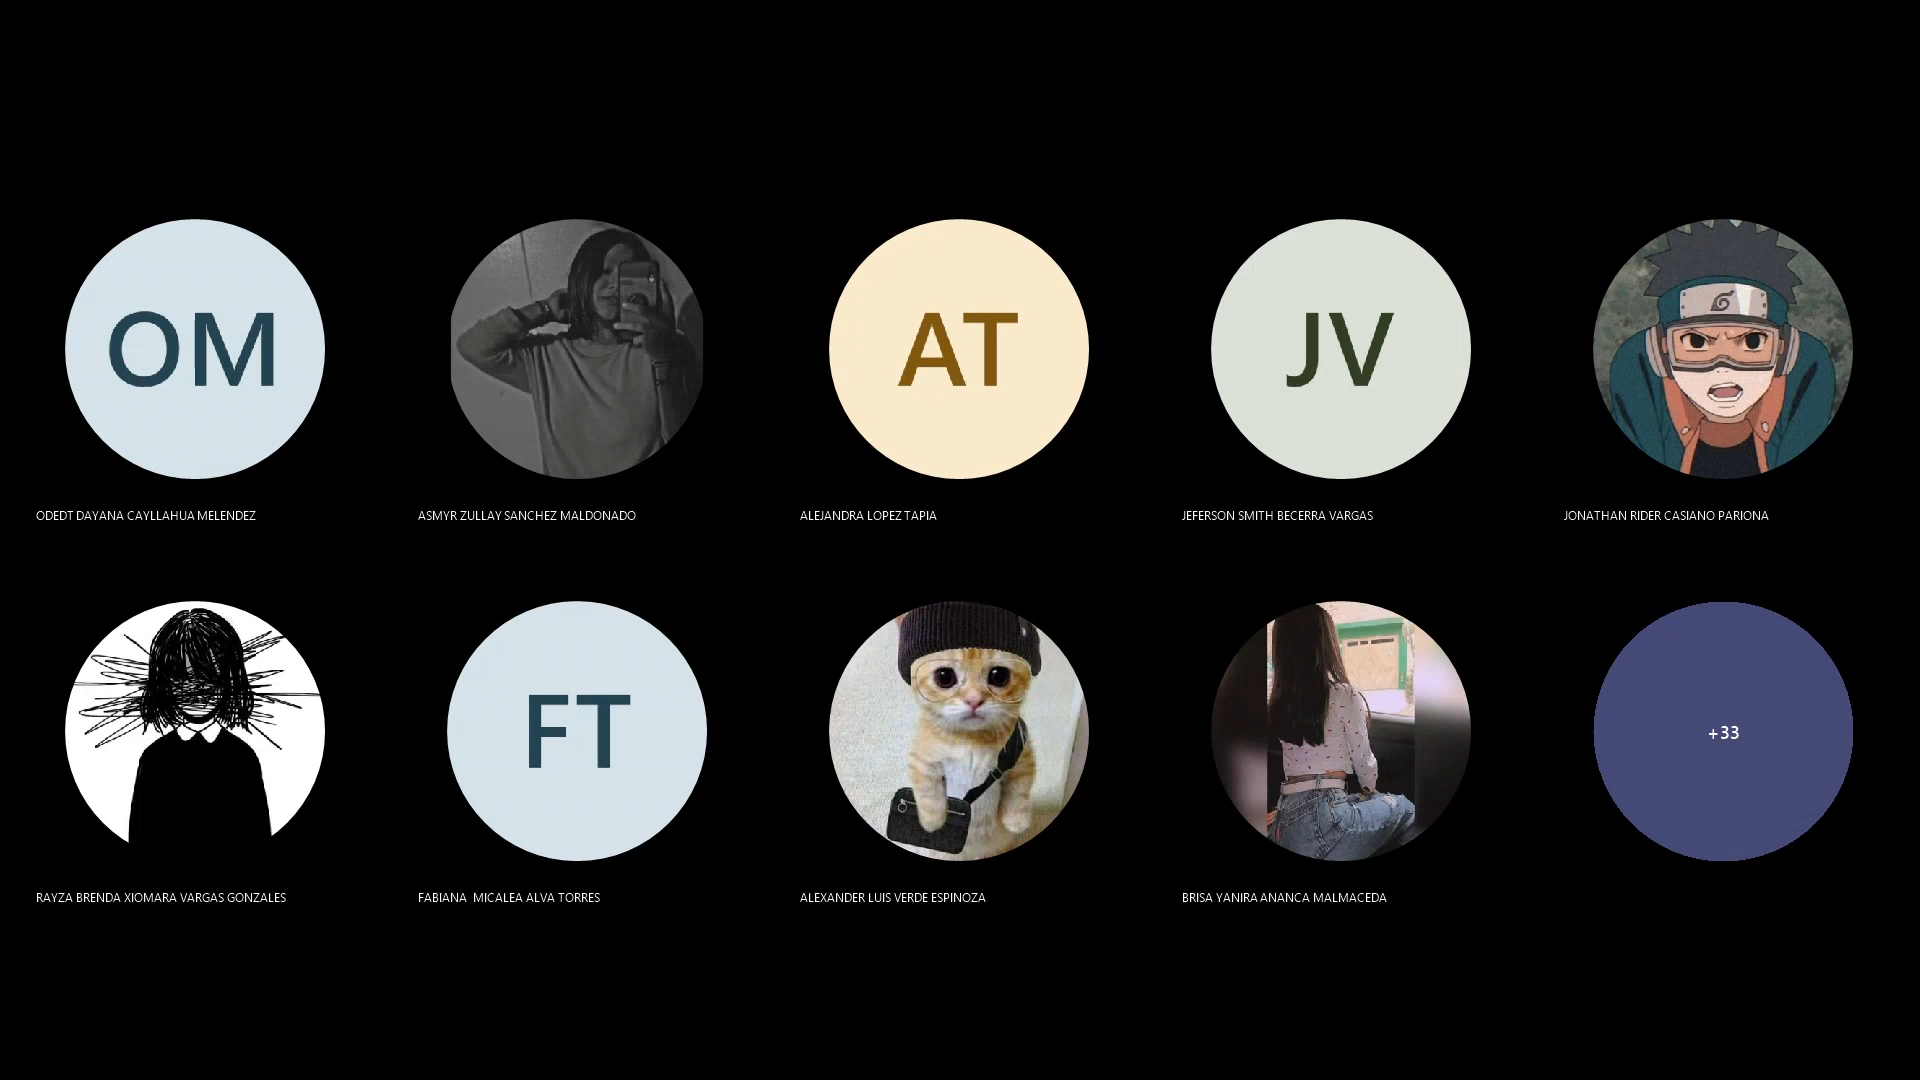 OM
AT
JV
ODEDT DAYANA CAYLLAHUA MELENDEZ
ASMYR ZULLAY SANCHEZ MALDONADO
ALEJANDRA LOPEZ TAPIA
JEFERSON SMITH BECERRA VARGAS
JONATHAN RIDER CASIANO PARIONA
FT
+33
RAYZA BRENDA XIOMARA VARGAS GONZALES
FABIANA  MICALEA ALVA TORRES
ALEXANDER LUIS VERDE ESPINOZA
BRISA YANIRA ANANCA MALMACEDA